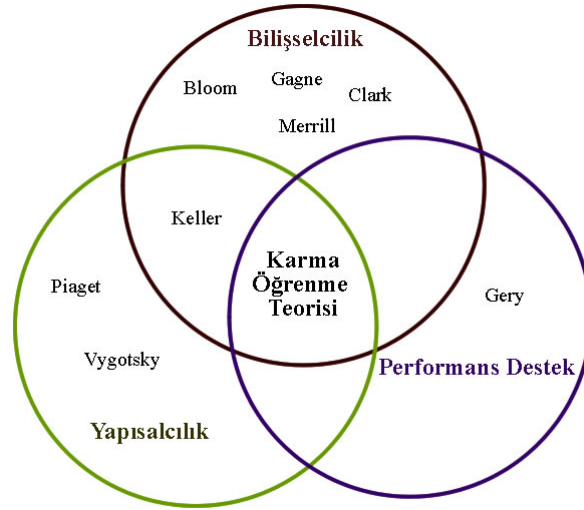 Bilişselcilik
Gagne
Bloom
Clark
Merrill
Keller
Karma
Öğrenme
Teorisi
Piaget
Gery
Vygotsky
Performans Destek
Yapısalcılık